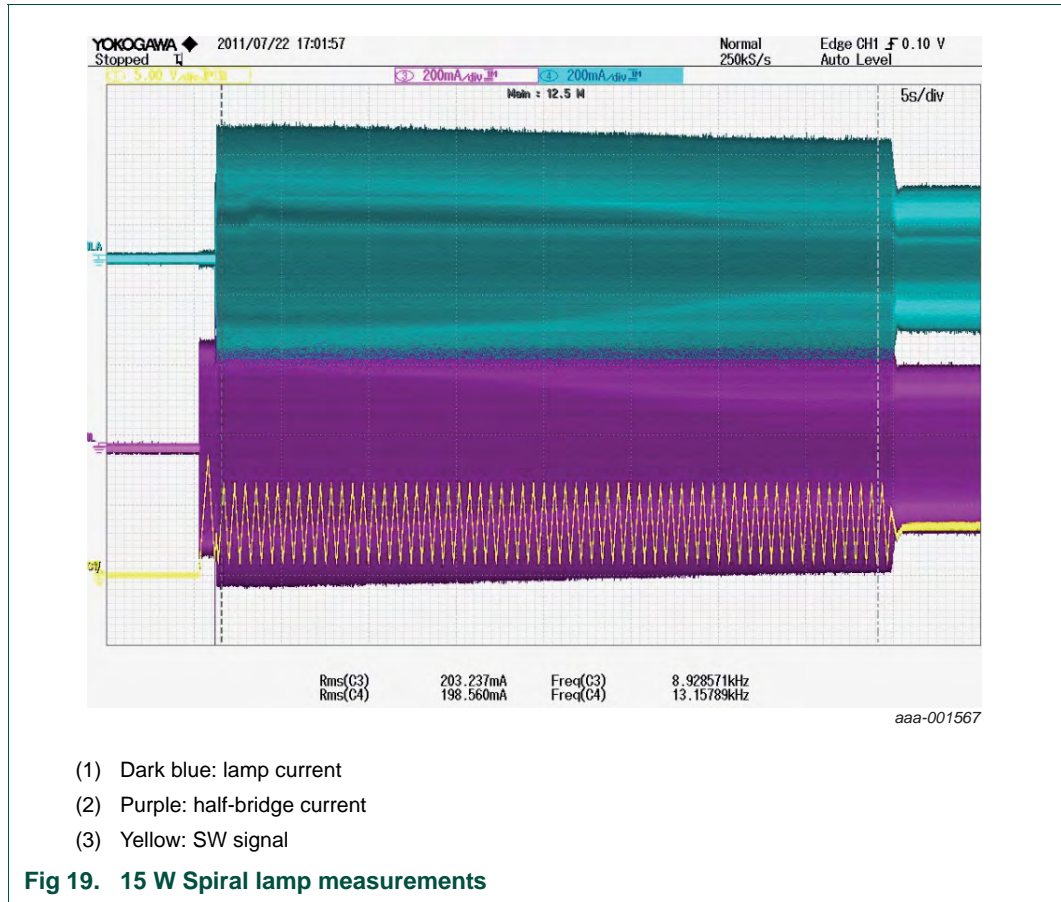 YOKOGAWA ◆ 2011/07/22 17:01:57 Normal Edge CH1 0.10 V
Stopped 250kS/s Auto Level
5.00 V 3 200mA/div 4 200mA/div
Main : 12.5 M 5s/div
ILA
IL
Rms(C3) 203.237mA Freq(C3) 8.928571kHz
Rms(C4) 198.560mA Freq(C4) 13.15789kHz
aaa-001567
(1) Dark blue: lamp current
(2) Purple: half-bridge current
(3) Yellow: SW signal
Fig 19. 15 W Spiral lamp measurements